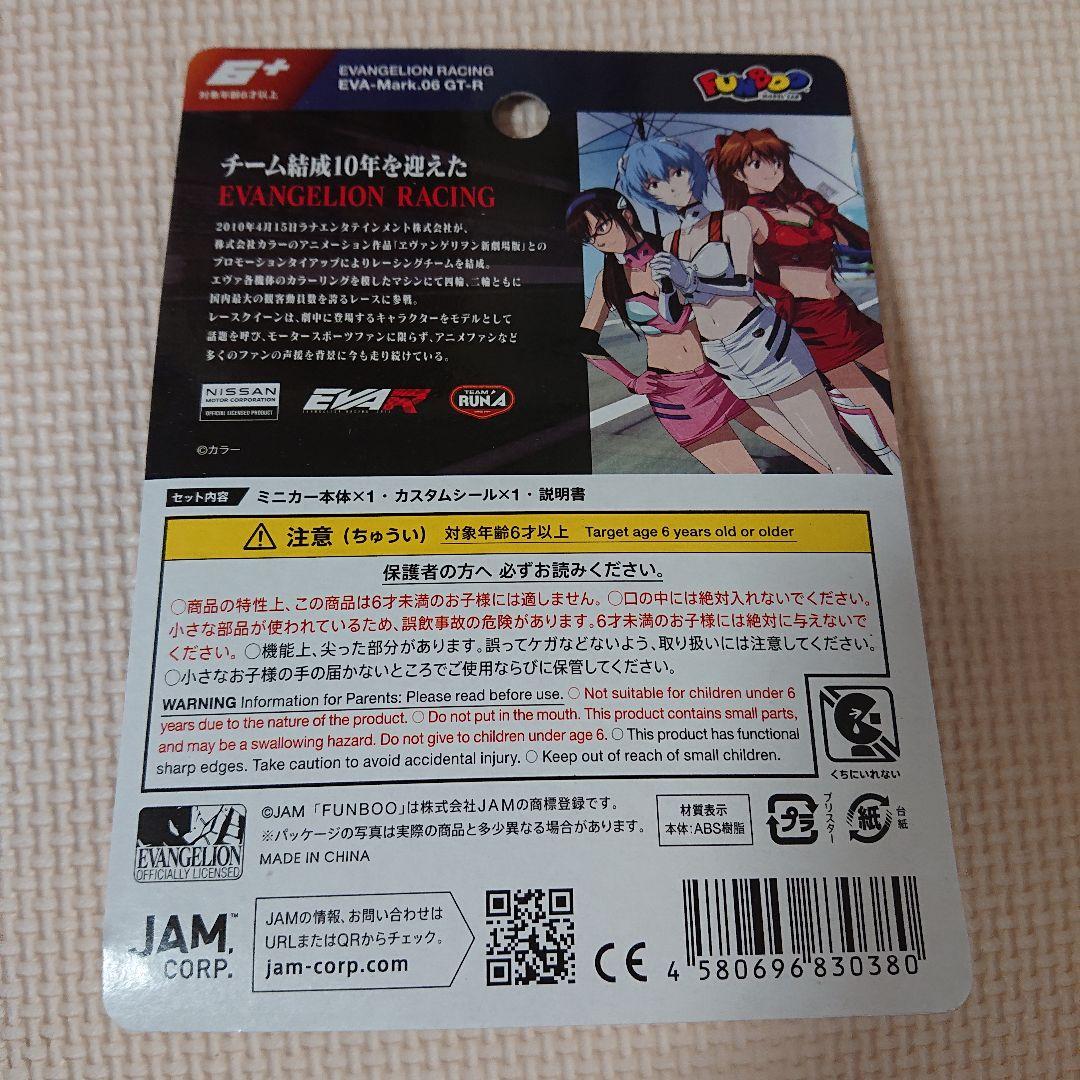 6+
対象年齢6才以上
EVANGELION RACING
EVA-Mark.06 GT-R
FUNBOO
チーム結成10年を迎えた
EVANGELION RACING
2010年4月15日ラナエンタテインメント株式会社が、
株式会社カラーのアニメーション作品「ヱヴァンゲリヲン新劇場版」との
プロモーションタイアップによりレーシングチームを結成。
エヴァ各機体のカラーリングを模したマシンにて四輪、二輪ともに
国内最大の観客動員数を誇るレースに参戦。
レースクイーンは、劇中に登場するキャラクターをモデルとして
話題を呼び、モータースポーツファンに限らず、アニメファンなど
多くのファンの声援を背景に今も走り続けている。
NISSAN
MOTOR CORPORATION
OFFICIAL LICENSED PRODUCT
EVAR
TEAM
RUN'A
©カラー
セット内容 ミニカー本体×1・カスタムシール×1・説明書
注意（ちゅうい） 対象年齢6才以上 Target age 6 years old or older
保護者の方へ 必ずお読みください。
○商品の特性上、この商品は6才未満のお子様には適しません。○口の中には絶対入れないでください。
小さな部品が使われているため、誤飲事故の危険があります。6才未満のお子様には絶対に与えないで
ください。○機能上、尖った部分があります。誤ってケガなどないよう、取り扱いには注意してください。
○小さなお子様の手の届かないところでご使用ならびに保管してください。
WARNING Information for Parents: Please read before use. ○ Not suitable for children under 6
years due to the nature of the product. ○ Do not put in the mouth. This product contains small parts,
and may be a swallowing hazard. Do not give to children under age 6. ○ This product has functional
sharp edges. Take caution to avoid accidental injury. ○ Keep out of reach of small children.
くちにいれない
EVANGELION
OFFICIALLY LICENSED
©JAM 「FUNBOO」は株式会社JAMの商標登録です。
※パッケージの写真は実際の商品と多少異なる場合があります。
MADE IN CHINA
材質表示
本体:ABS樹脂
プラ
ブリスター
紙
台紙
JAM.™
CORP.
JAMの情報、お問い合わせは
URLまたはQRからチェック。
jam-corp.com
CE
4 580696 830380